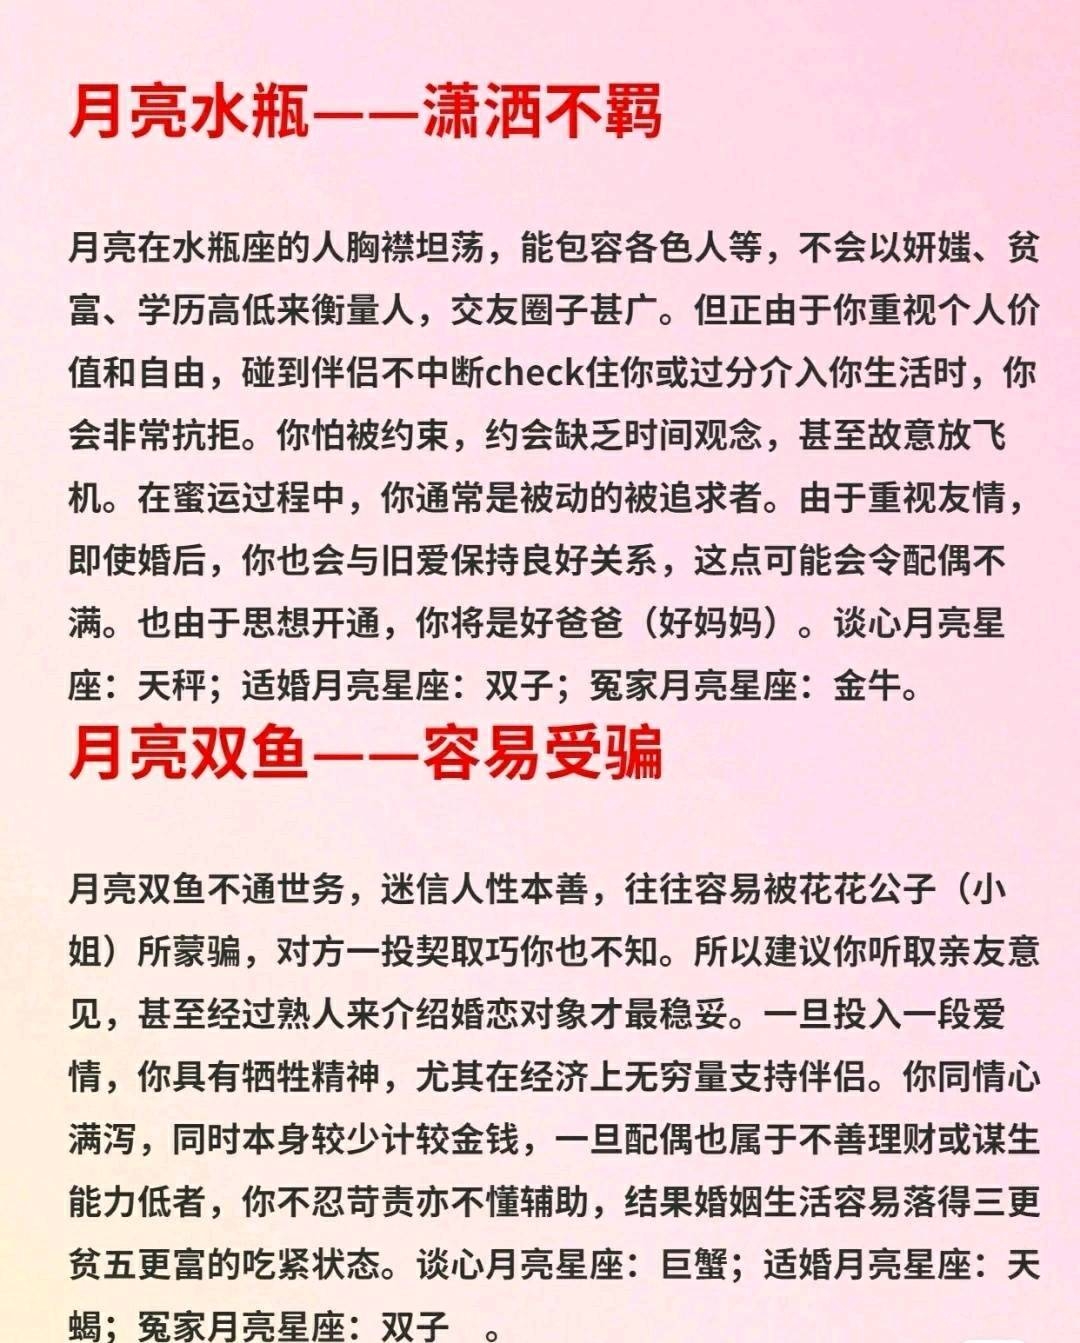 月亮水瓶——潇洒不羁
月亮在水瓶座的人胸襟坦荡，能包容各色人等，不会以妍媸、贫
富、学历高低来衡量人，交友圈子甚广。但正由于你重视个人价
值和自由，碰到伴侣不中断check住你或过分介入你生活时，你
会非常抗拒。你怕被约束，约会缺乏时间观念，甚至故意放飞
机。在蜜运过程中，你通常是被动的被追求者。由于重视友情，
即使婚后，你也会与旧爱保持良好关系，这点可能会令配偶不
满。也由于思想开通，你将是好爸爸（好妈妈）。谈心月亮星
座：天秤；适婚月亮星座：双子；冤家月亮星座：金牛。
月亮双鱼——容易受骗
月亮双鱼不通世务，迷信人性本善，往往容易被花花公子（小
姐）所蒙骗，对方一投契取巧你也不知。所以建议你听取亲友意
见，甚至经过熟人来介绍婚恋对象才最稳妥。一旦投入一段爱
情，你具有牺牲精神，尤其在经济上无穷量支持伴侣。你同情心
满泻，同时本身较少计较金钱，一旦配偶也属于不善理财或谋生
能力低者，你不忍苛责亦不懂辅助，结果婚姻生活容易落得三更
贫五更富的吃紧状态。谈心月亮星座：巨蟹；适婚月亮星座：天
蝎；冤家月亮星座：双子　。